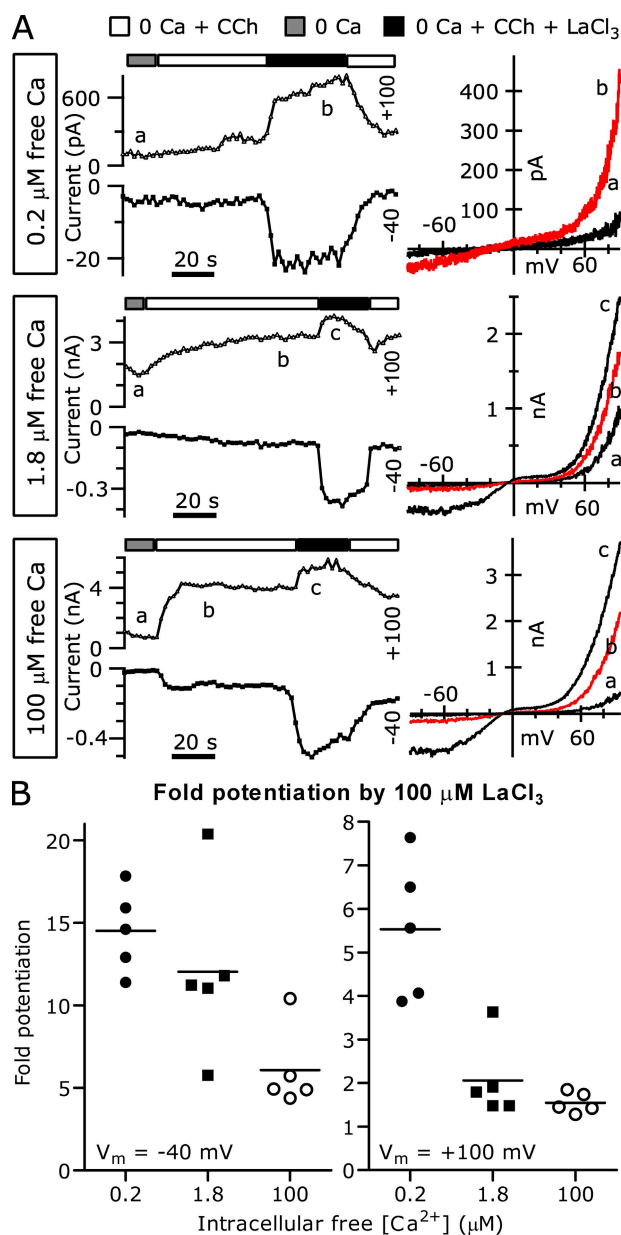 A
0 Ca + CCh 0 Ca 0 Ca + CCh + LaCl₃
0.2 μM free Ca
Current (pA)
600
0
0
-20
a
b
+100
-40
20 s
400
300
200
100
pA
b
a
-60
mV 60
1.8 μM free Ca
Current (nA)
3
0
0
-0.3
a
b
c
+100
-40
20 s
2
1
nA
c
b
a
-60
mV 60
100 μM free Ca
Current (nA)
4
0
0
-0.4
a
b
c
+100
-40
20 s
3
2
1
nA
c
b
a
-60
mV 60
B
Fold potentiation by 100 μM LaCl₃
Fold potentiation
20
15
10
5
0
Vₘ = -40 mV
0.2 1.8 100
8
7
6
5
4
3
2
1
0
Vₘ = +100 mV
0.2 1.8 100
Intracellular free [Ca²⁺] (μM)